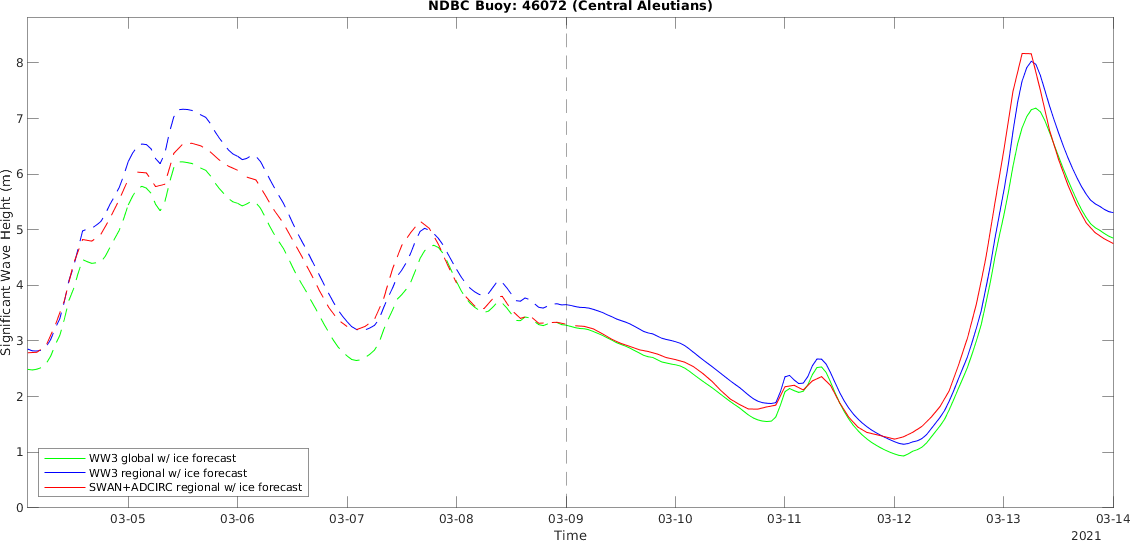 NDBC Buoy: 46072 (Central Aleutians)
Significant Wave Height (m)
8
7
6
5
4
3
2
1
0
WW3 global w/ ice forecast
WW3 regional w/ ice forecast
SWAN+ADCIRC regional w/ ice forecast
03-05 03-06 03-07 03-08 03-09 03-10 03-11 03-12 03-13 03-14
Time 2021